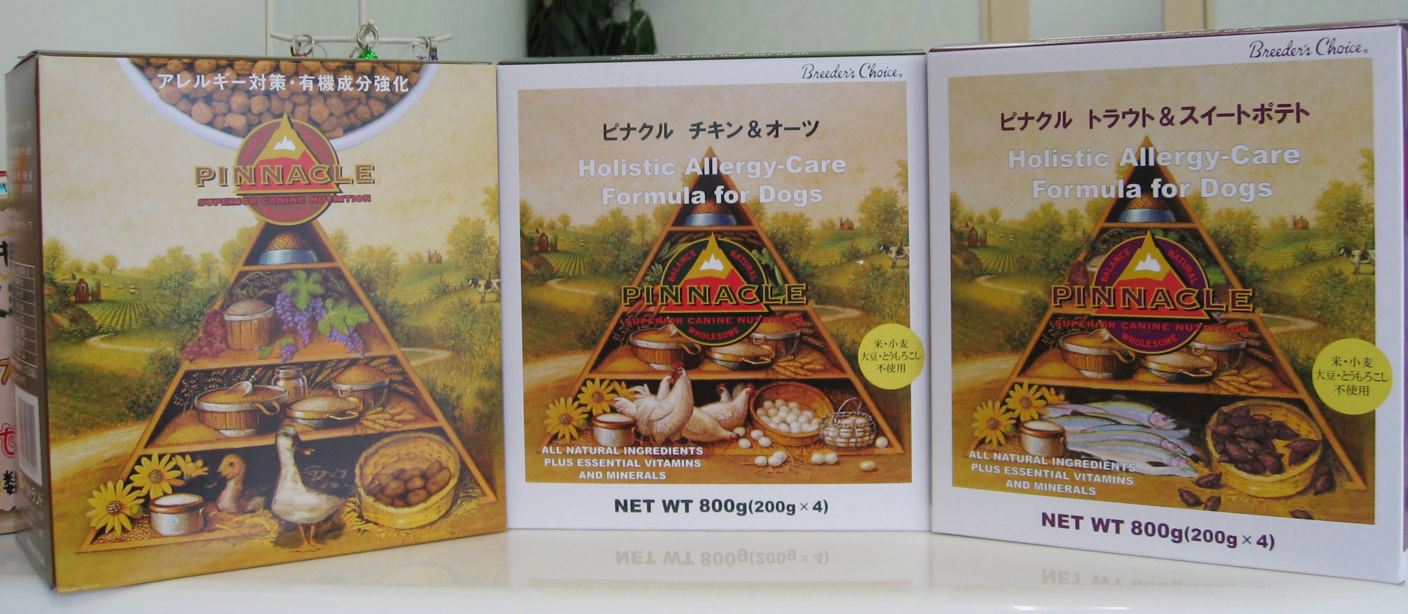 アレルギー対策・有機成分強化
PINNACLE
SUPERIOR CANINE NUTRITION
Breeder's Choice®
ピナクル チキン&オーツ
Holistic Allergy-Care
Formula for Dogs
BALANCE NATURAL
PINNACLE
SUPERIOR CANINE NUTRITION
WHOLESOME
米・小麦
大豆・とうもろこし
不使用
ALL NATURAL INGREDIENTS
PLUS ESSENTIAL VITAMINS
AND MINERALS
NET WT 800g(200g×4)
Breeder's Choice®
ピナクル トラウト&スイートポテト
Holistic Allergy-Care
Formula for Dogs
BALANCE NATURAL
PINNACLE
SUPERIOR CANINE NUTRITION
WHOLESOME
米・小麦
大豆・とうもろこし
不使用
ALL NATURAL INGREDIENTS
PLUS ESSENTIAL VITAMINS
AND MINERALS
NET WT 800g(200g×4)